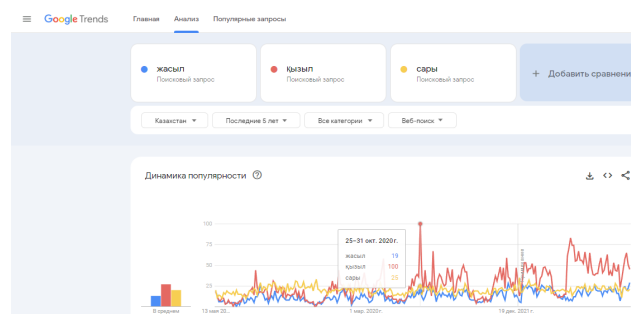 Google Trends
Главная Анализ Популярные запросы
жасыл
Поисковый запрос
қызыл
Поисковый запрос
сары
Поисковый запрос
+ Добавить сравнени
Казахстан
Последние 5 лет
Все категории
Веб-поиск
Динамика популярности
100
75
50
25
25–31 окт. 2020 г.
жасыл 19
қызыл 100
сары 25
В среднем
1 мар. 2020 г.
19 дек. 2021 г.